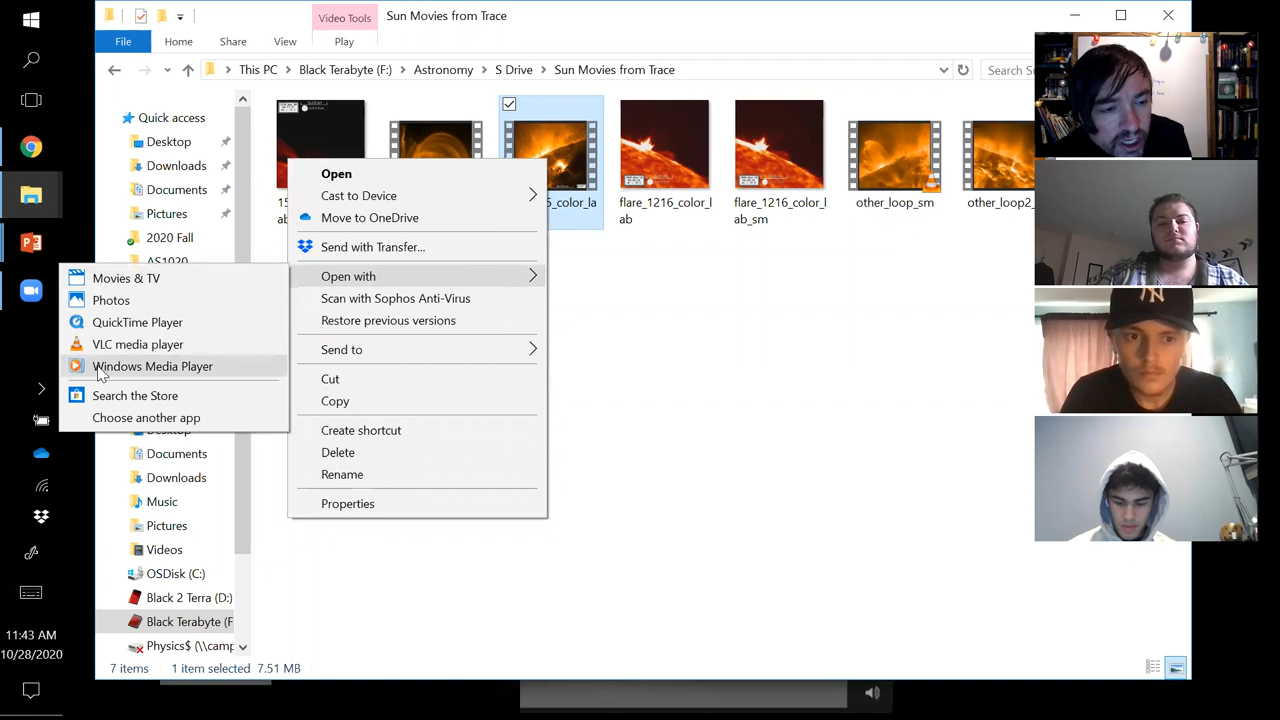 Video Tools
Sun Movies from Trace
File
Home
Share
View
Play
This PC > Black Terabyte (F:) > Astronomy > S Drive > Sun Movies from Trace
Search
Quick access
Desktop
Downloads
Documents
Pictures
2020 Fall
AS1020
15
ab
5_color_la
flare_1216_color_l
ab
flare_1216_color_l
ab_sm
other_loop_sm
other_loop2_
Open
Cast to Device
Move to OneDrive
Send with Transfer...
Open with
Scan with Sophos Anti-Virus
Restore previous versions
Send to
Cut
Copy
Create shortcut
Delete
Rename
Properties
Movies & TV
Photos
QuickTime Player
VLC media player
Windows Media Player
Search the Store
Choose another app
Desktop
Documents
Downloads
Music
Pictures
Videos
OSDisk (C:)
Black 2 Terra (D:)
Black Terabyte (F
Physics$ (\\camp
7 items
1 item selected 7.51 MB
11:43 AM
10/28/2020